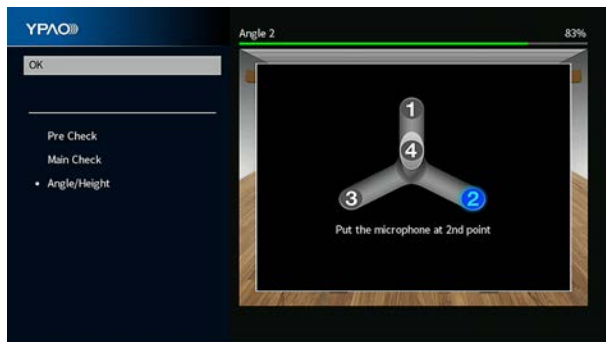 YPAO
OK
Pre Check
Main Check
• Angle/Height
Angle 2
83%
1
4
3
2
Put the microphone at 2nd point